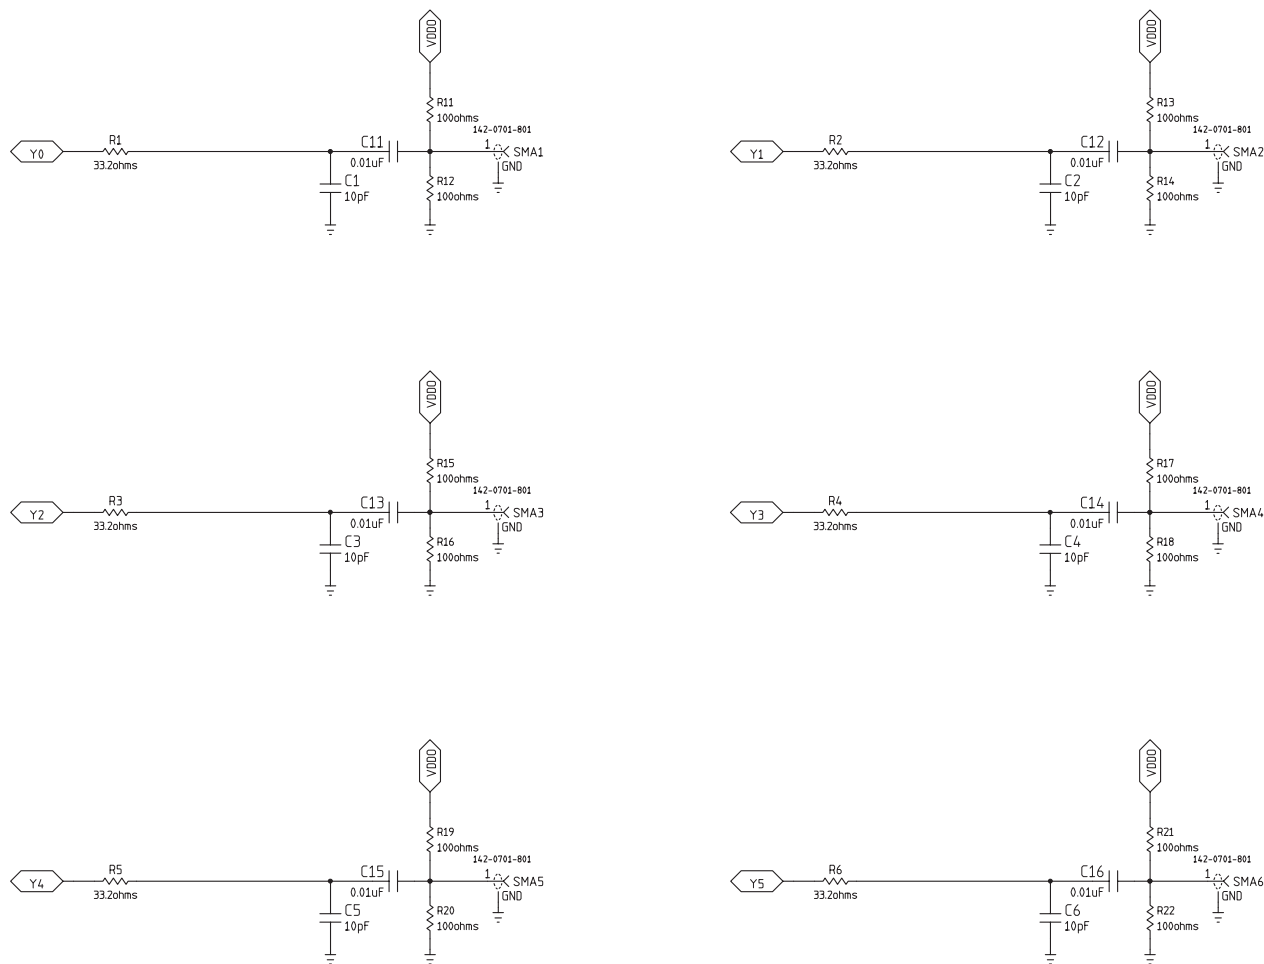 VDDO
VDDO
R11
100ohms
R13
100ohms
142-0701-801
142-0701-801
Y0
R1
33.2ohms
C11
0.01uF
1
SMA1
GND
Y1
R2
33.2ohms
C12
0.01uF
1
SMA2
GND
C1
10pF
R12
100ohms
C2
10pF
R14
100ohms
VDDO
VDDO
R15
100ohms
R17
100ohms
142-0701-801
142-0701-801
Y2
R3
33.2ohms
C13
0.01uF
1
SMA3
GND
Y3
R4
33.2ohms
C14
0.01uF
1
SMA4
GND
C3
10pF
R16
100ohms
C4
10pF
R18
100ohms
VDDO
VDDO
R19
100ohms
R21
100ohms
142-0701-801
142-0701-801
Y4
R5
33.2ohms
C15
0.01uF
1
SMA5
GND
Y5
R6
33.2ohms
C16
0.01uF
1
SMA6
GND
C5
10pF
R20
100ohms
C6
10pF
R22
100ohms